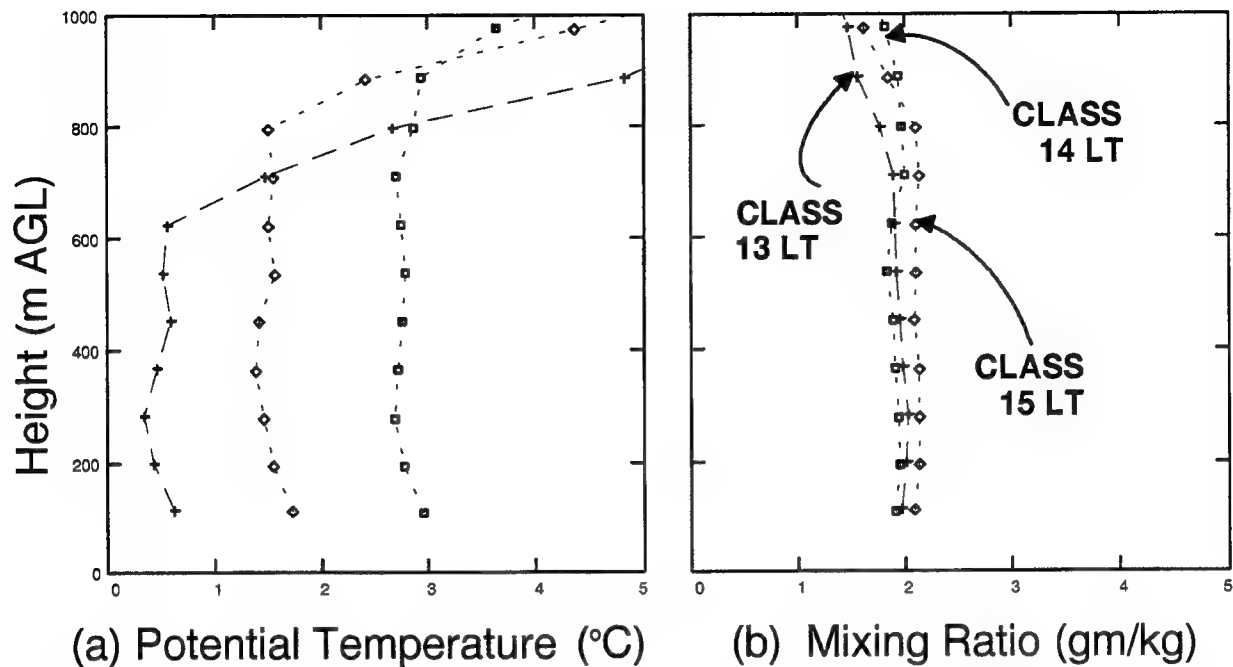 1000
800
600
400
200
0
Height (m AGL)
0 1 2 3 4 5
(a) Potential Temperature (°C)
CLASS
14 LT
CLASS
13 LT
CLASS
15 LT
1 2 3 4 5
(b) Mixing Ratio (gm/kg)